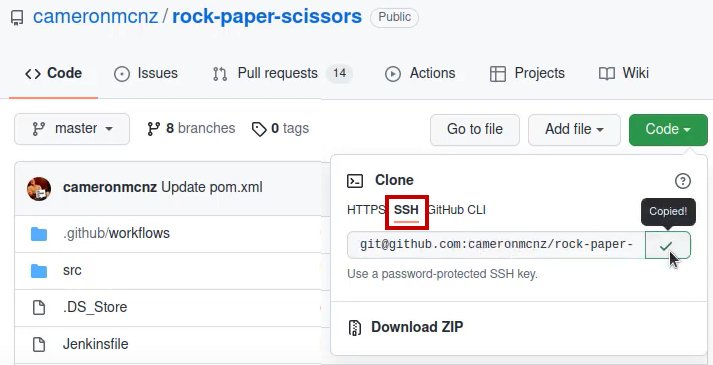 cameronmcnz / rock-paper-scissors Public
Code Issues Pull requests 14 Actions Projects Wiki
master 8 branches 0 tags Go to file Add file Code
cameronmcnz Update pom.xml
.github/workflows
src
.DS_Store
Jenkinsfile
Clone
HTTPS SSH GitHub CLI
Copied!
git@github.com:cameronmcnz/rock-paper-
Use a password-protected SSH key.
Download ZIP